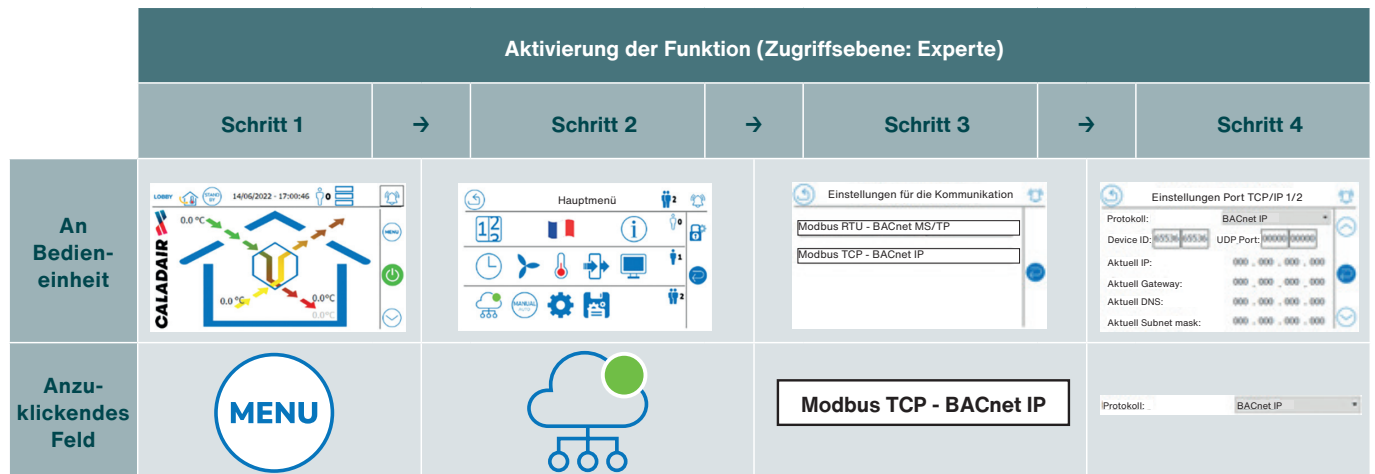 Aktivierung der Funktion (Zugriffsebene: Experte)
Schritt 1
→
Schritt 2
→
Schritt 3
→
Schritt 4
An
Bedien-
einheit
LOBBY
STAND
BY
14/06/2022 - 17:00:46
0
CALADAIR
0.0 °C
0.0 °C
0.0°C
0.0°C
MENU
Hauptmenü
2
0
1
2
MANUAL
AUTO
Einstellungen für die Kommunikation
Modbus RTU - BACnet MS/TP
Modbus TCP - BACnet IP
Einstellungen Port TCP/IP 1/2
Protokoll: BACnet IP
Device ID: 65536 65536 UDP Port: 00000 00000
Aktuell IP: 000 . 000 . 000 . 000
Aktuell Gateway: 000 . 000 . 000 . 000
Aktuell DNS: 000 . 000 . 000 . 000
Aktuell Subnet mask: 000 . 000 . 000 . 000
Anzu-
klickendes
Feld
MENU
Modbus TCP - BACnet IP
Protokoll: BACnet IP